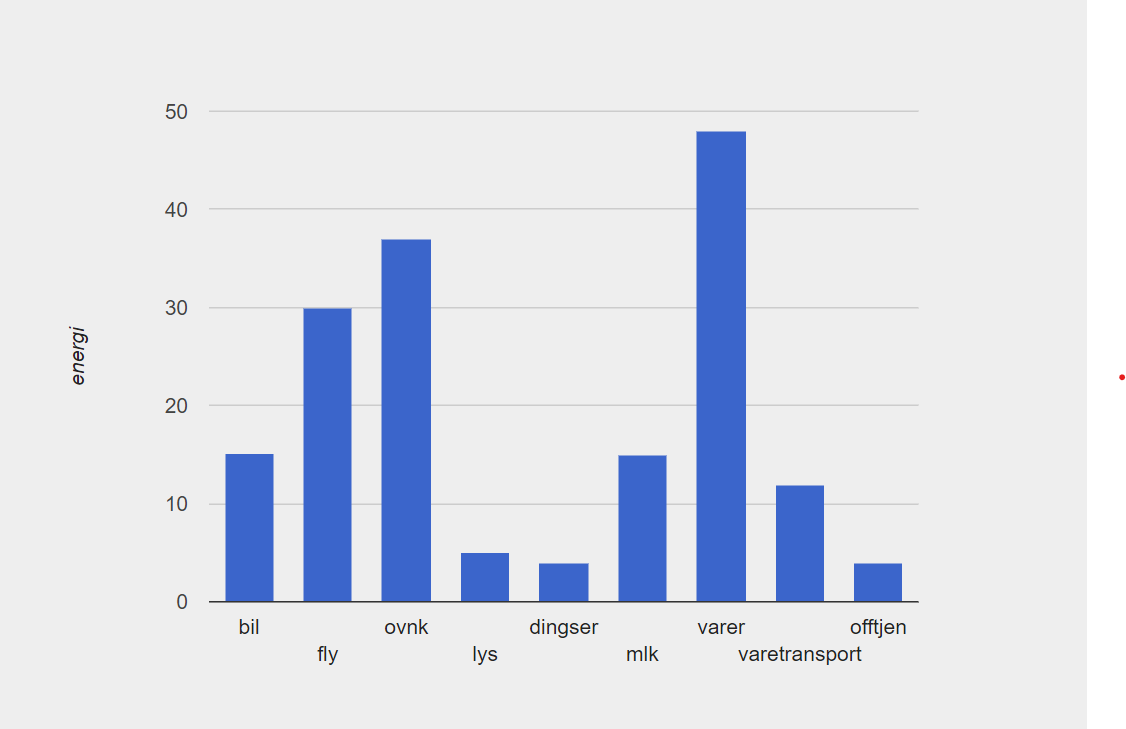 50
40
30
20
10
0
energi
bil
ovnk
dingser
varer
offtjen
fly
lys
mlk
varetransport